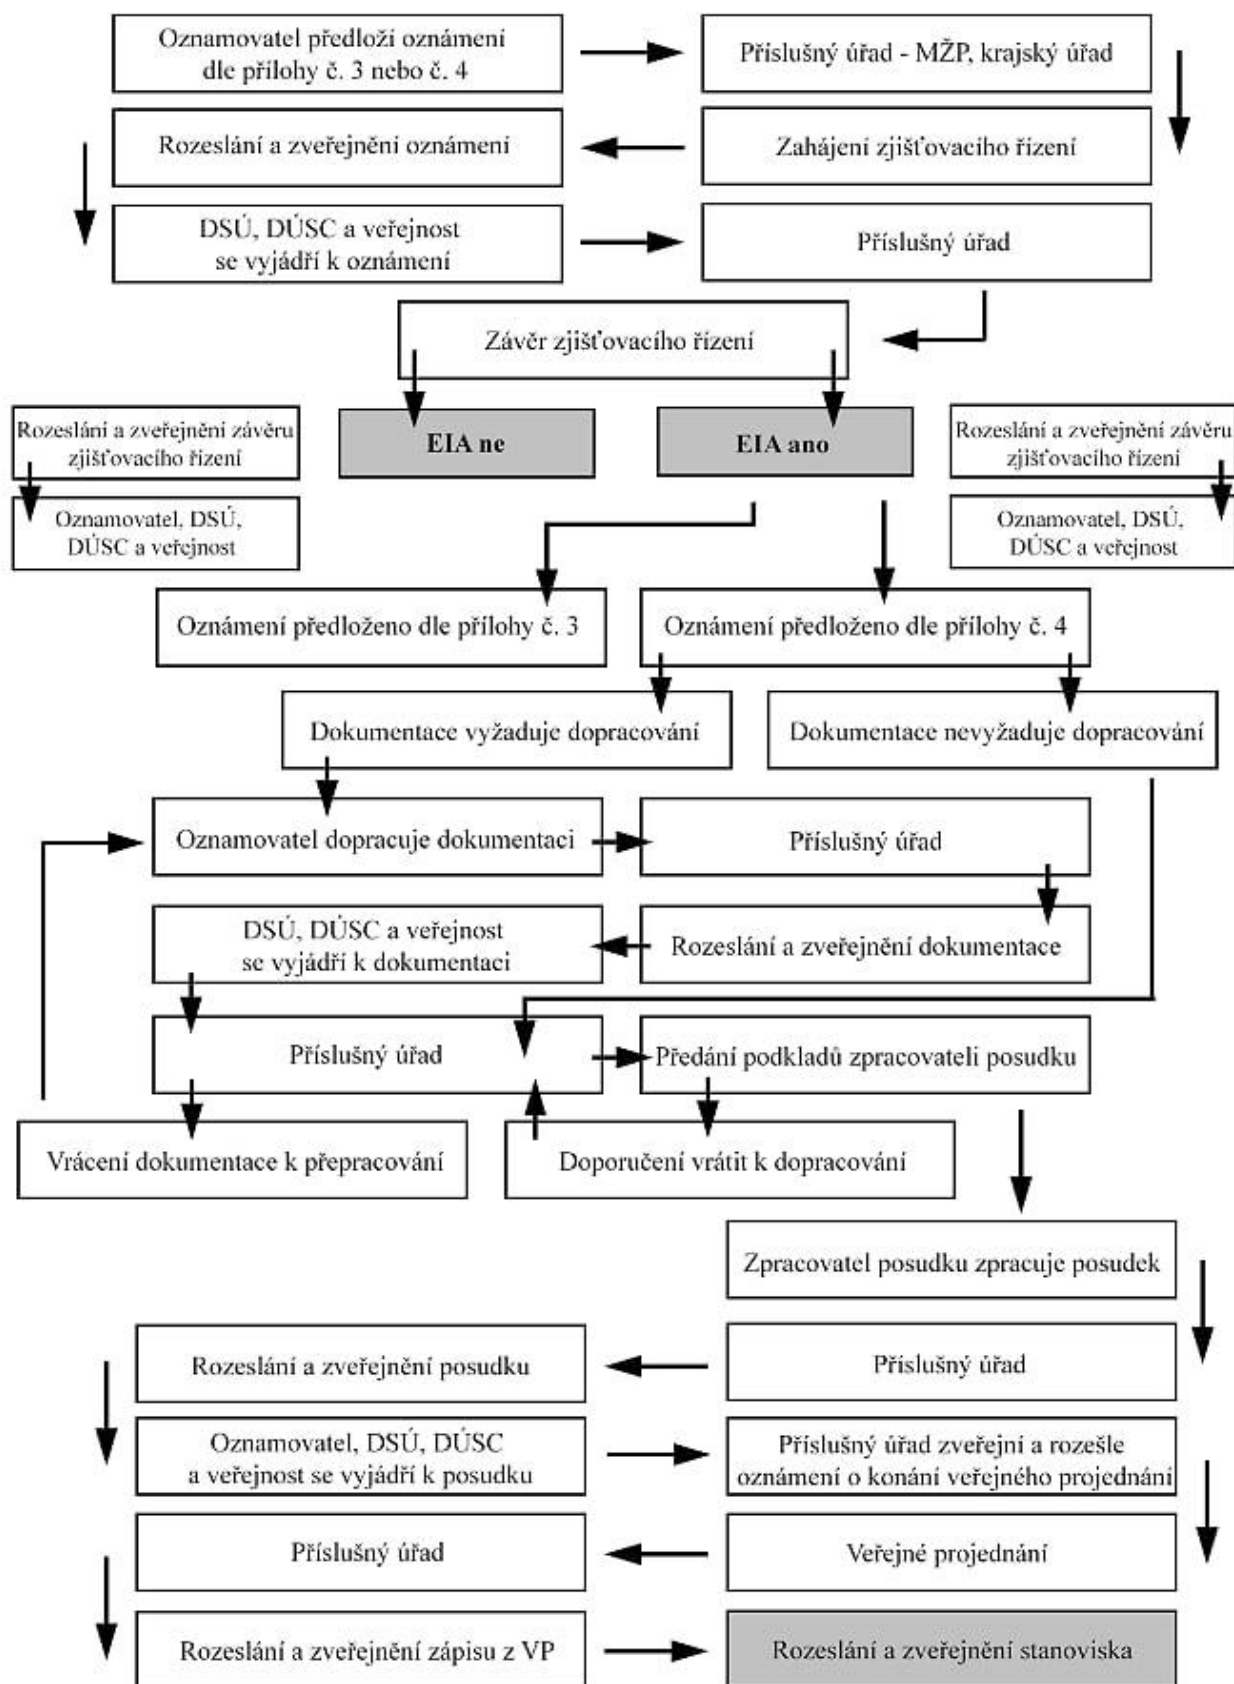 Oznamovatel předloží oznámení
dle přílohy č. 3 nebo č. 4
Příslušný úřad - MŽP, krajský úřad
Rozeslání a zveřejnění oznámení
Zahájení zjišťovacího řízení
DSÚ, DÚSC a veřejnost
se vyjádří k oznámení
Příslušný úřad
Závěr zjišťovacího řízení
Rozeslání a zveřejnění závěru
zjišťovacího řízení
EIA ne
EIA ano
Rozeslání a zveřejnění závěru
zjišťovacího řízení
Oznamovatel, DSÚ,
DÚSC a veřejnost
Oznamovatel, DSÚ,
DÚSC a veřejnost
Oznámení předloženo dle přílohy č. 3
Oznámení předloženo dle přílohy č. 4
Dokumentace vyžaduje dopracování
Dokumentace nevyžaduje dopracování
Oznamovatel dopracuje dokumentaci
Příslušný úřad
DSÚ, DÚSC a veřejnost
se vyjádří k dokumentaci
Rozeslání a zveřejnění dokumentace
Příslušný úřad
Předání podkladů zpracovateli posudku
Vrácení dokumentace k přepracování
Doporučení vrátit k dopracování
Zpracovatel posudku zpracuje posudek
Rozeslání a zveřejnění posudku
Příslušný úřad
Oznamovatel, DSÚ, DÚSC
a veřejnost se vyjádří k posudku
Příslušný úřad zveřejní a rozešle
oznámení o konání veřejného projednání
Příslušný úřad
Veřejné projednání
Rozeslání a zveřejnění zápisu z VP
Rozeslání a zveřejnění stanoviska